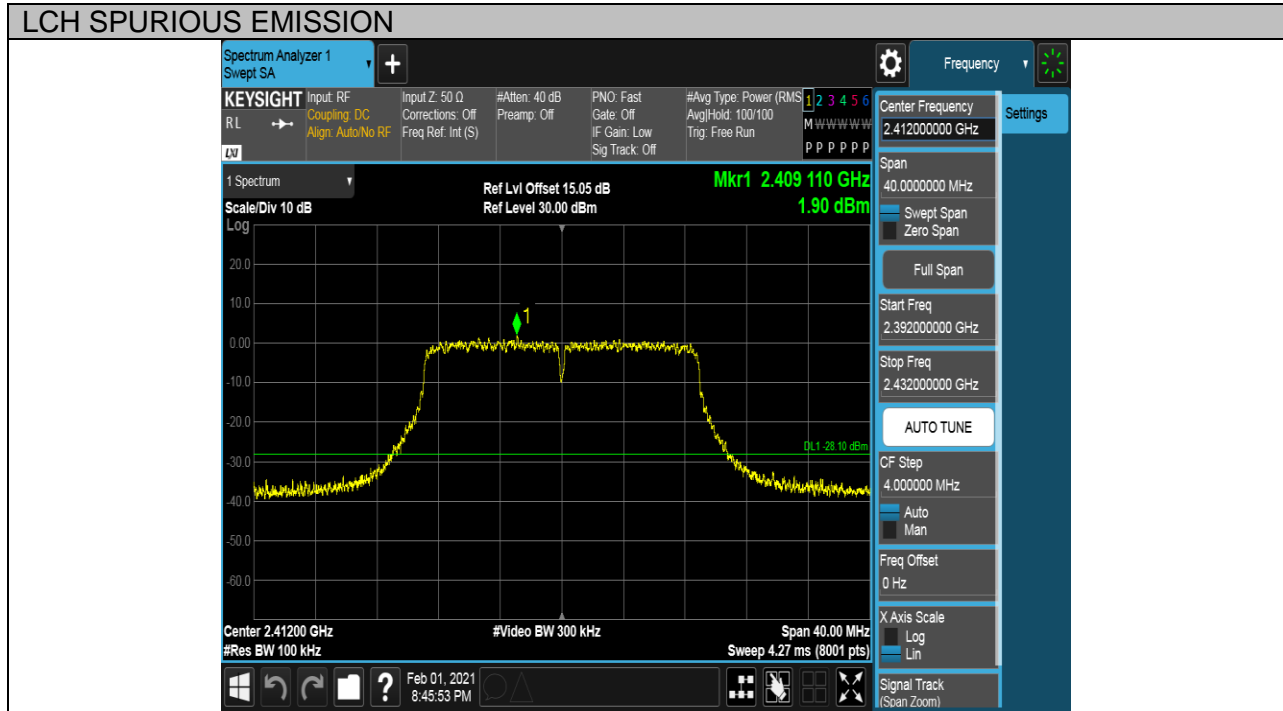 LCH SPURIOUS EMISSION
Spectrum Analyzer 1
Swept SA
+
Frequency
KEYSIGHT
RL
LXI
Input: RF
Coupling: DC
Align: Auto/No RF
Input Z: 50 Ω
Corrections: Off
Freq Ref: Int (S)
#Atten: 40 dB
Preamp: Off
PNO: Fast
Gate: Off
IF Gain: Low
Sig Track: Off
#Avg Type: Power (RMS
Avg|Hold: 100/100
Trig: Free Run
1 2 3 4 5 6
M W W W W W
P P P P P P
1 Spectrum
Scale/Div 10 dB
Ref Lvl Offset 15.05 dB
Ref Level 30.00 dBm
Mkr1 2.409 110 GHz
1.90 dBm
Log
20.0
10.0
0.00
-10.0
-20.0
-30.0
-40.0
-50.0
-60.0
1
DL1 -28.10 dBm
Center 2.41200 GHz
#Res BW 100 kHz
#Video BW 300 kHz
Span 40.00 MHz
Sweep 4.27 ms (8001 pts)
?
Feb 01, 2021
8:45:53 PM
Center Frequency
2.412000000 GHz
Settings
Span
40.0000000 MHz
Swept Span
Zero Span
Full Span
Start Freq
2.392000000 GHz
Stop Freq
2.432000000 GHz
AUTO TUNE
CF Step
4.000000 MHz
Auto
Man
Freq Offset
0 Hz
X Axis Scale
Log
Lin
Signal Track
(Span Zoom)